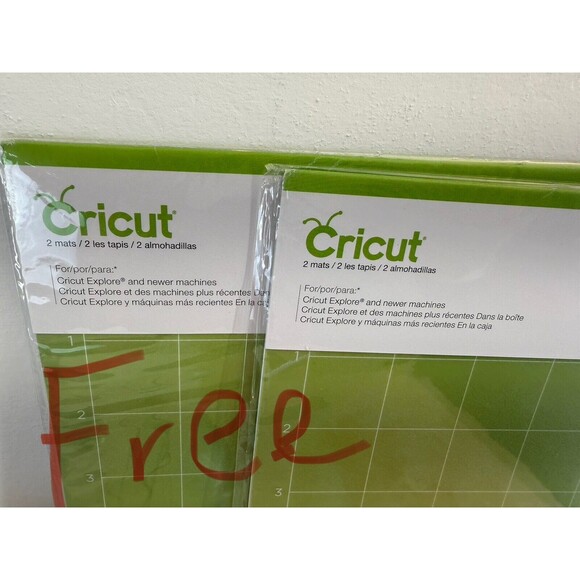 Cricut®
2 mats / 2 les tapis / 2 almohadillas
For/por/para:*
Cricut Explore® and newer machines
Cricut Explore et des machines plus récentes Dans
Cricut Explore y máquinas más recientes En la caja
1
2
3
Cricut®
2 mats / 2 les tapis / 2 almohadillas
For/por/para:*
Cricut Explore® and newer machines
Cricut Explore et des machines plus récentes Dans la boîte
Cricut Explore y máquinas más recientes En la caja
1
2
3
Free